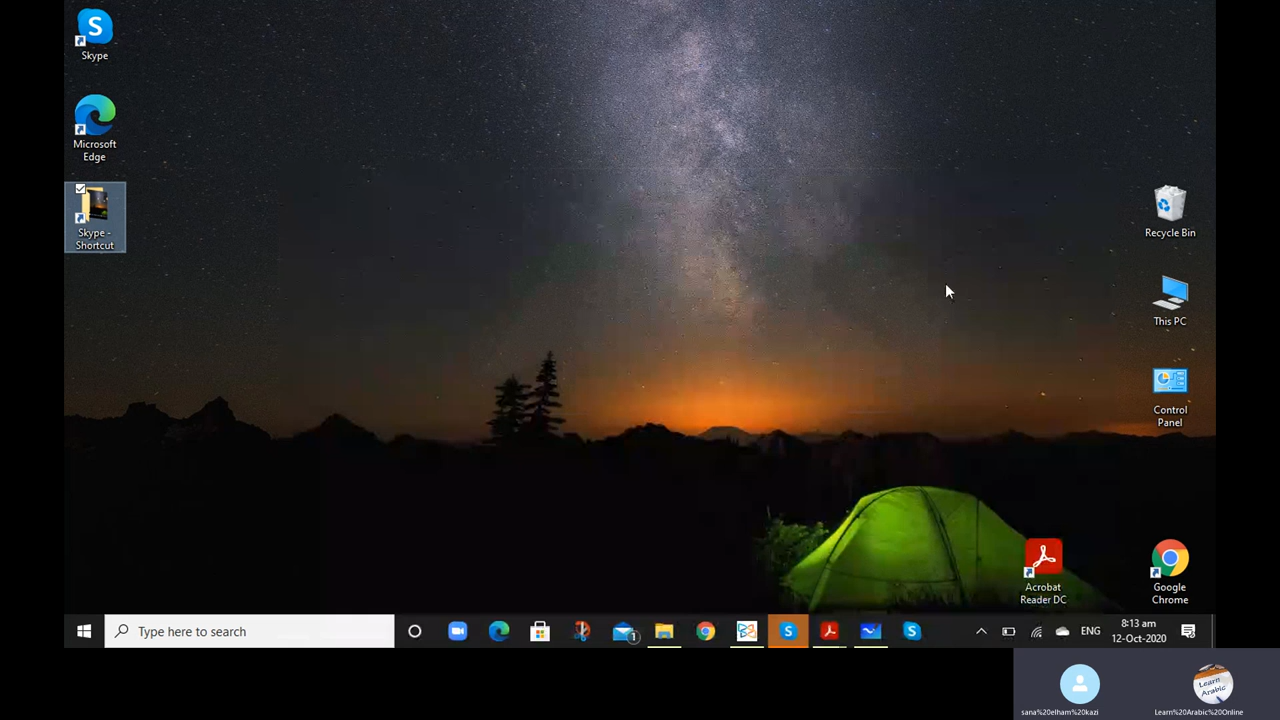 Skype
Microsoft
Edge
Skype -
Shortcut
Recycle Bin
This PC
Control
Panel
Acrobat
Reader DC
Google
Chrome
Type here to search
1
ENG
8:13 am
12-Oct-2020
sana%20elham%20kazi
Learn
Arabic
Learn%20Arabic%20Online